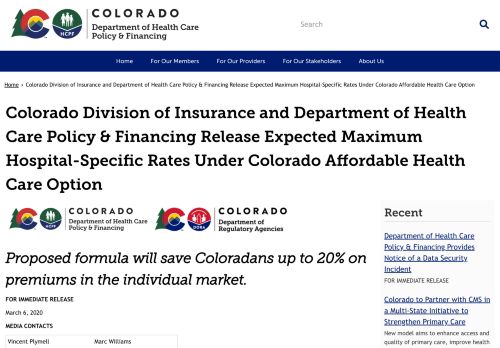 COLORADO
Department of Health Care
Policy & Financing
HCPF
Search
Home
For Our Members
For Our Providers
For Our Stakeholders
About Us
Home › Colorado Division of Insurance and Department of Health Care Policy & Financing Release Expected Maximum Hospital-Specific Rates Under Colorado Affordable Health Care Option
Colorado Division of Insurance and Department of Health
Care Policy & Financing Release Expected Maximum
Hospital-Specific Rates Under Colorado Affordable Health
Care Option
HCPF
COLORADO
Department of Health Care
Policy & Financing
DORA
COLORADO
Department of
Regulatory Agencies
Proposed formula will save Coloradans up to 20% on
premiums in the individual market.
FOR IMMEDIATE RELEASE
March 6, 2020
MEDIA CONTACTS
Vincent Plymell
Marc Williams
Recent
Department of Health Care
Policy & Financing Provides
Notice of a Data Security
Incident
FOR IMMEDIATE RELEASE
Colorado to Partner with CMS in
a Multi-State Initiative to
Strengthen Primary Care
New model aims to enhance access and
quality of primary care, improve health